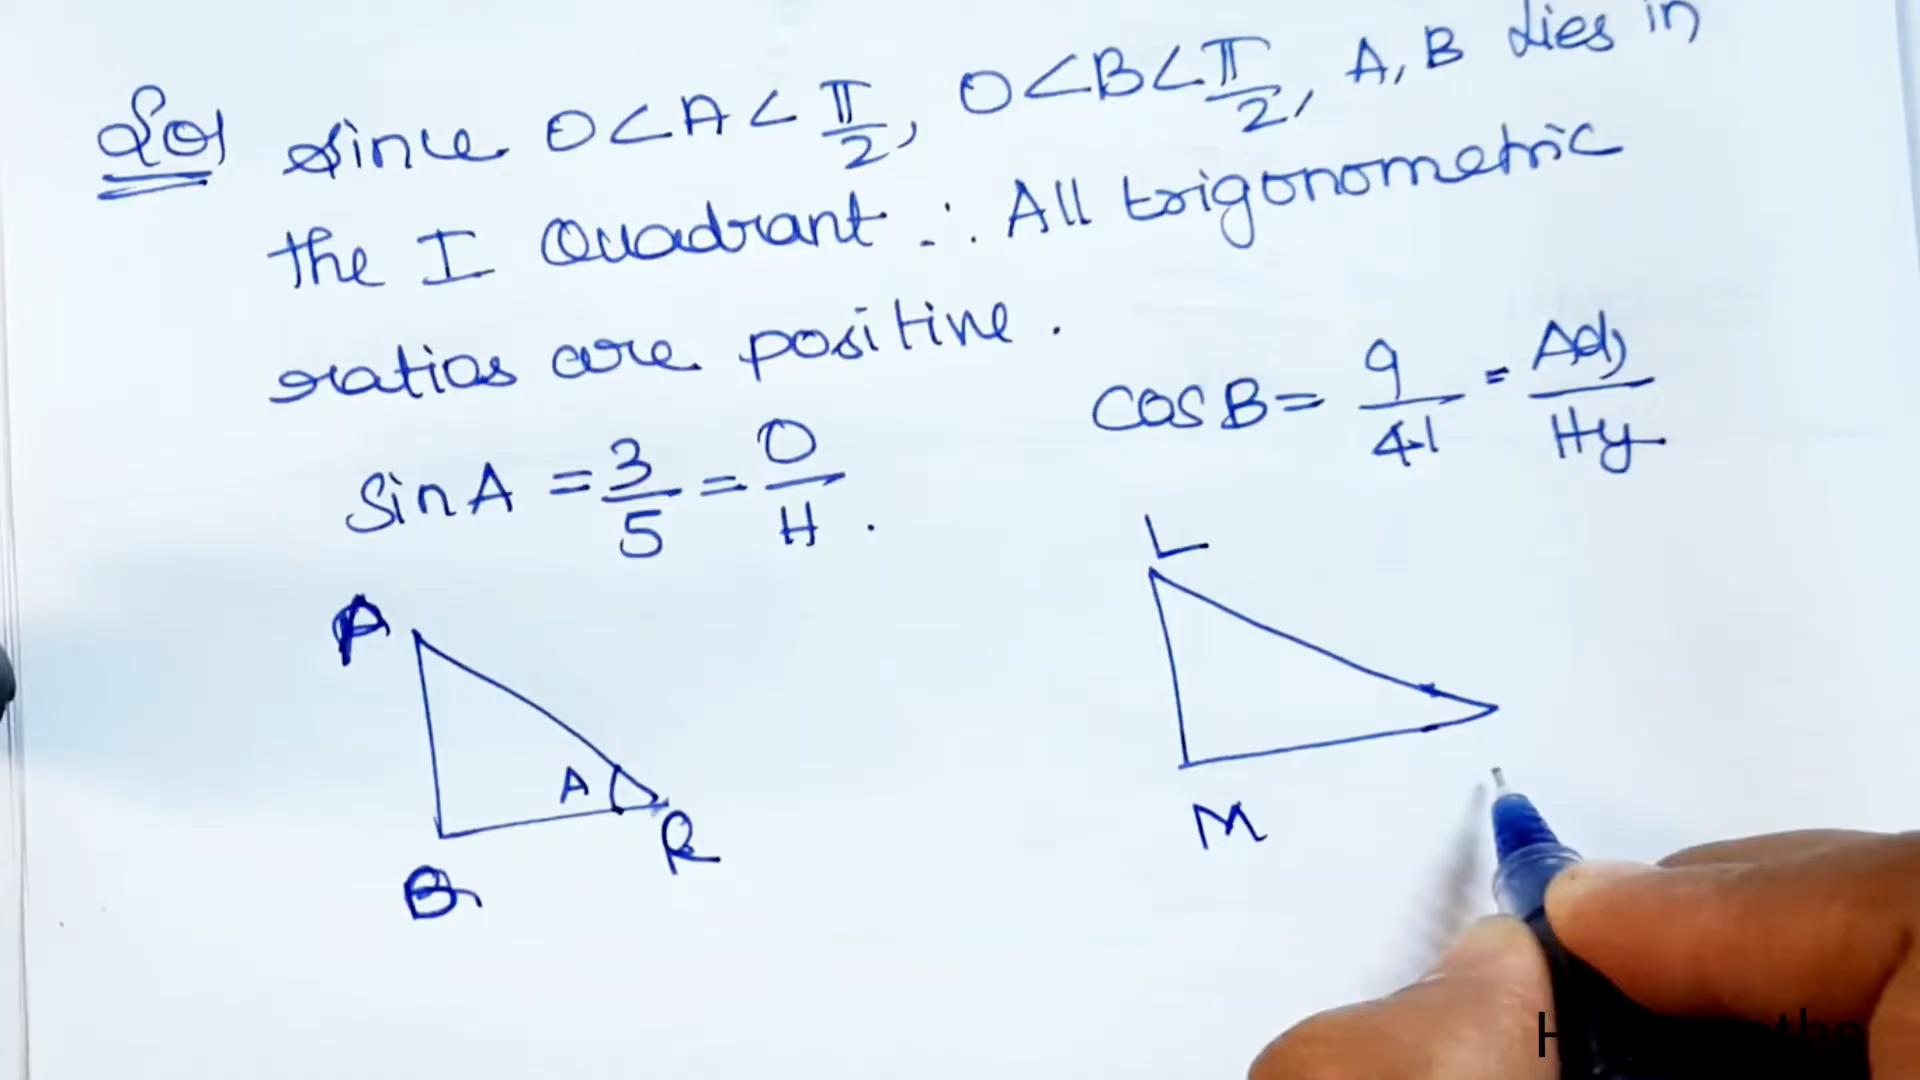 Sol since 0<A<π/2, 0<B<π/2, A, B Lies in
the I Quadrant ∴ All trigonometric
ratios are positive.
Sin A = 3/5 = O/H .
cos B = 9/41 = Adj/Hy
P
A
R
L
M